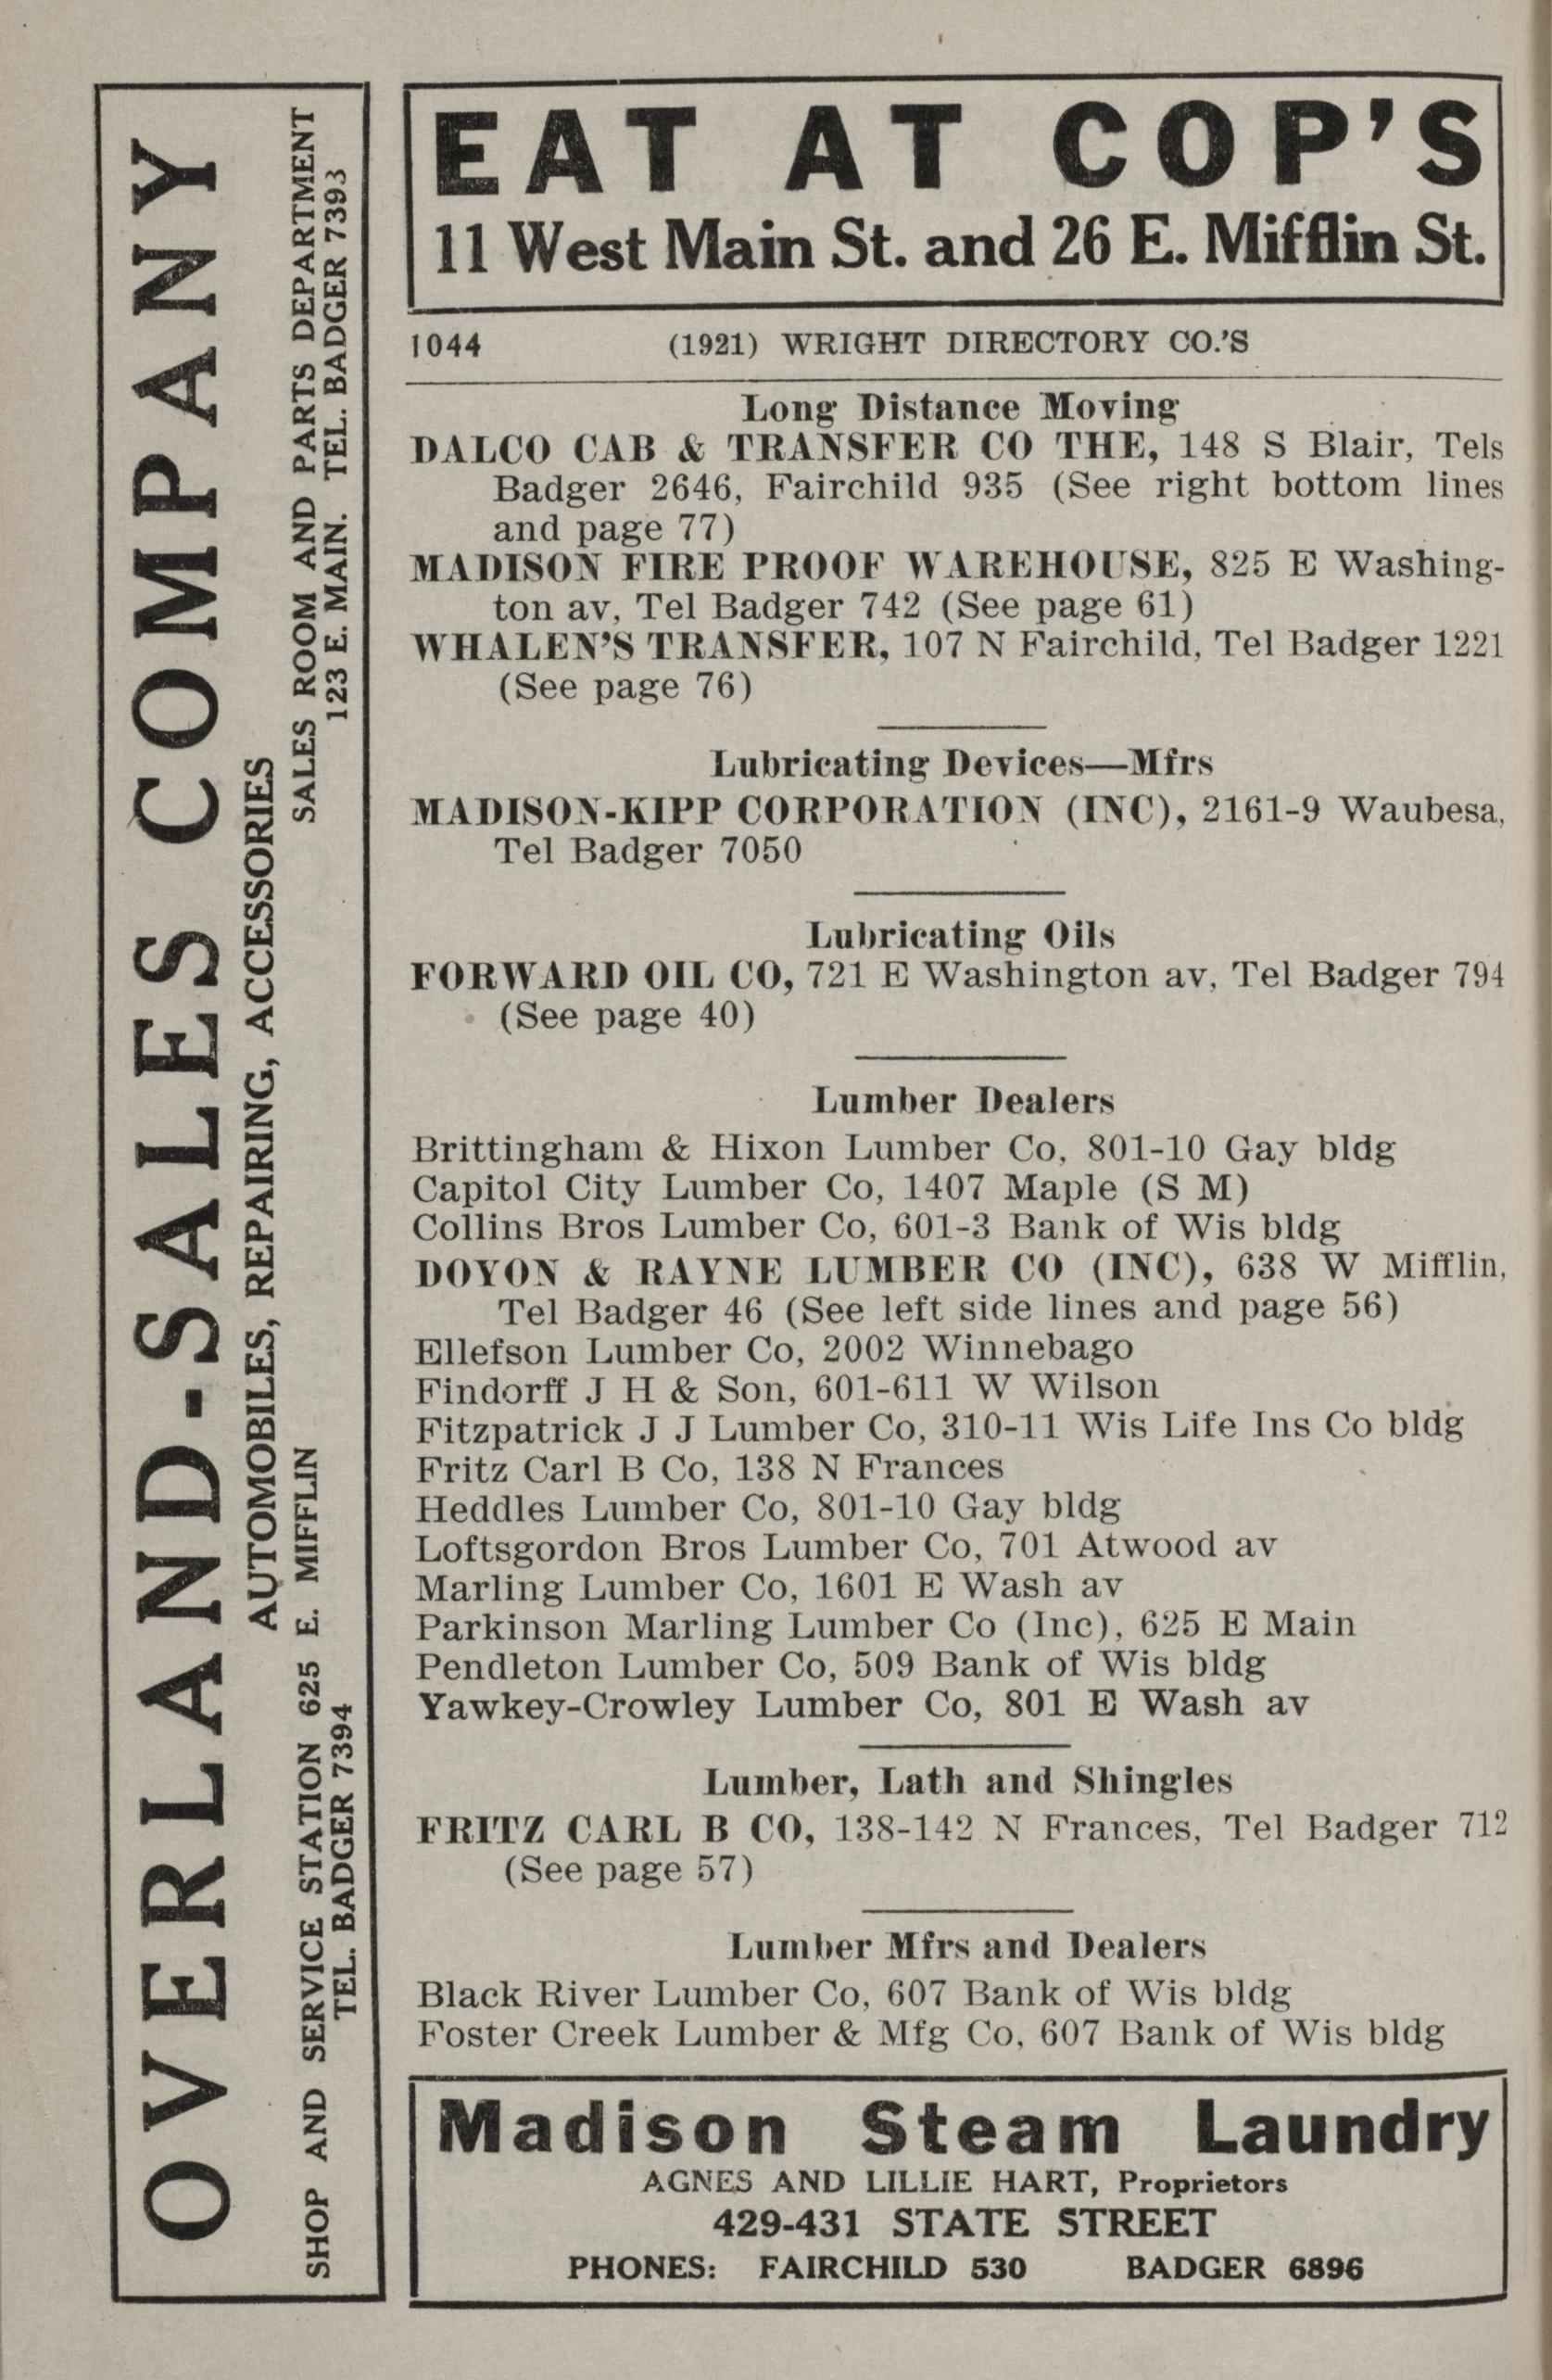 OVERLAND-SALES COMPANY
AUTOMOBILES, REPAIRING, ACCESSORIES
SHOP AND SERVICE STATION 625 E. MIFFLIN
TEL. BADGER 7394
SALES ROOM AND PARTS DEPARTMENT
123 E. MAIN. TEL. BADGER 7393
EAT AT COP'S
11 West Main St. and 26 E. Mifflin St.
1044 (1921) WRIGHT DIRECTORY CO.'S
Long Distance Moving
DALCO CAB & TRANSFER CO THE, 148 S Blair, Tels
Badger 2646, Fairchild 935 (See right bottom lines
and page 77)
MADISON FIRE PROOF WAREHOUSE, 825 E Washing-
ton av, Tel Badger 742 (See page 61)
WHALEN'S TRANSFER, 107 N Fairchild, Tel Badger 1221
(See page 76)
Lubricating Devices—Mfrs
MADISON-KIPP CORPORATION (INC), 2161-9 Waubesa,
Tel Badger 7050
Lubricating Oils
FORWARD OIL CO, 721 E Washington av, Tel Badger 794
(See page 40)
Lumber Dealers
Brittingham & Hixon Lumber Co, 801-10 Gay bldg
Capitol City Lumber Co, 1407 Maple (S M)
Collins Bros Lumber Co, 601-3 Bank of Wis bldg
DOYON & RAYNE LUMBER CO (INC), 638 W Mifflin,
Tel Badger 46 (See left side lines and page 56)
Ellefson Lumber Co, 2002 Winnebago
Findorff J H & Son, 601-611 W Wilson
Fitzpatrick J J Lumber Co, 310-11 Wis Life Ins Co bldg
Fritz Carl B Co, 138 N Frances
Heddles Lumber Co, 801-10 Gay bldg
Loftsgordon Bros Lumber Co, 701 Atwood av
Marling Lumber Co, 1601 E Wash av
Parkinson Marling Lumber Co (Inc), 625 E Main
Pendleton Lumber Co, 509 Bank of Wis bldg
Yawkey-Crowley Lumber Co, 801 E Wash av
Lumber, Lath and Shingles
FRITZ CARL B CO, 138-142 N Frances, Tel Badger 712
(See page 57)
Lumber Mfrs and Dealers
Black River Lumber Co, 607 Bank of Wis bldg
Foster Creek Lumber & Mfg Co, 607 Bank of Wis bldg
Madison Steam Laundry
AGNES AND LILLIE HART, Proprietors
429-431 STATE STREET
PHONES: FAIRCHILD 530 BADGER 6896